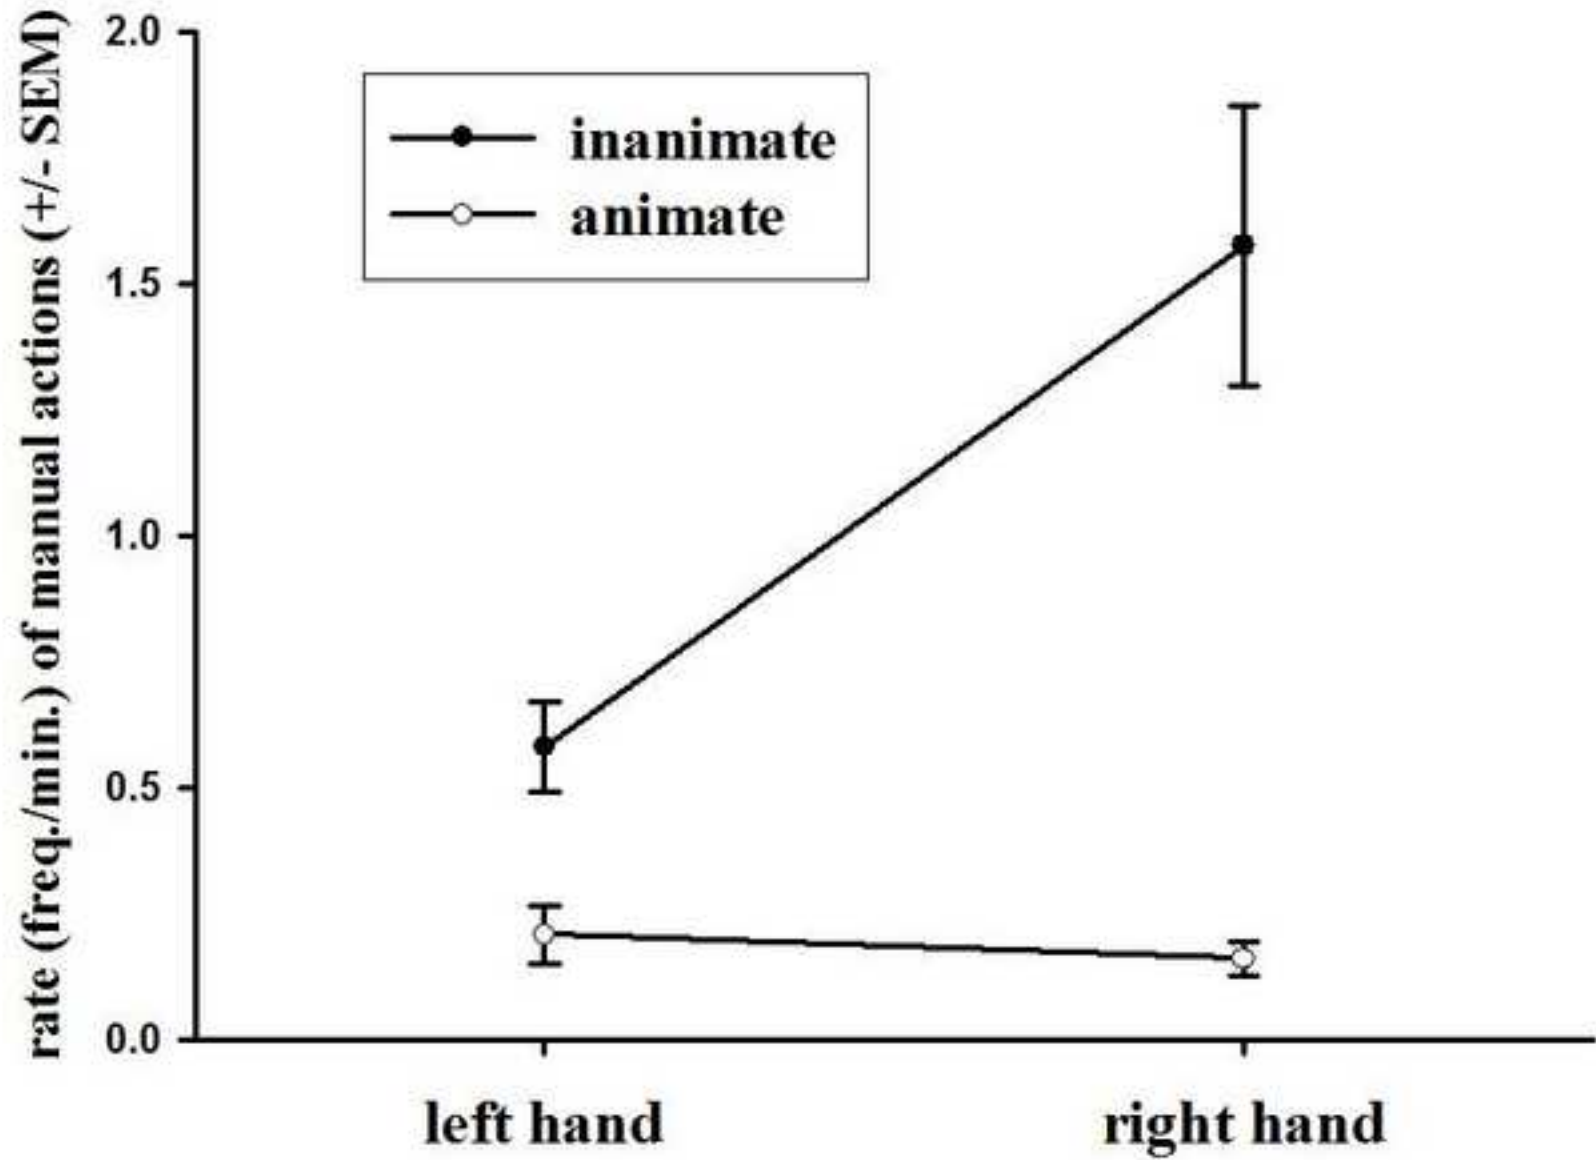 rate (freq./min.) of manual actions (+/- SEM)
2.0
1.5
1.0
0.5
0.0
inanimate
animate
left hand
right hand